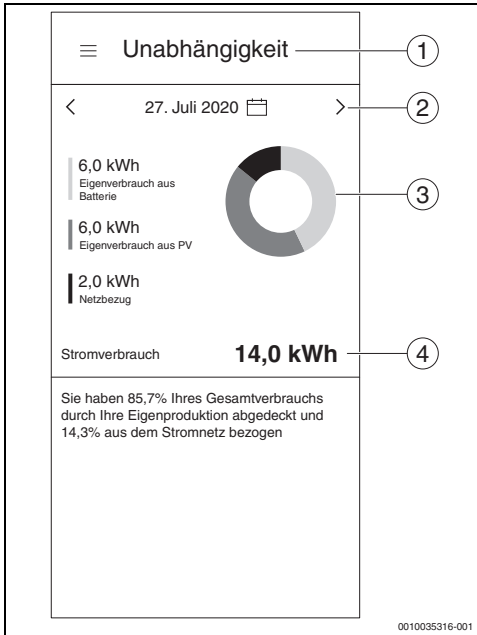 Unabhängigkeit
1
27. Juli 2020
2
6,0 kWh
Eigenverbrauch aus
Batterie
3
6,0 kWh
Eigenverbrauch aus PV
2,0 kWh
Netzbezug
Stromverbrauch 14,0 kWh
4
Sie haben 85,7% Ihres Gesamtverbrauchs
durch Ihre Eigenproduktion abgedeckt und
14,3% aus dem Stromnetz bezogen
0010035316-001